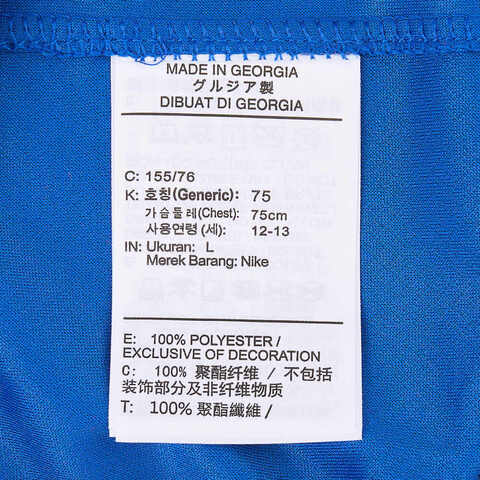 MADE IN GEORGIA
グルジア製
DIBUAT DI GEORGIA
C: 155/76
K: 호칭(Generic): 75
가슴둘레(Chest): 75cm
사용연령 (세): 12-13
IN: Ukuran: L
Merek Barang: Nike
E: 100% POLYESTER /
EXCLUSIVE OF DECORATION
C: 100% 聚酯纤维 / 不包括
装饰部分及非纤维物质
T: 100% 聚酯纖維 /